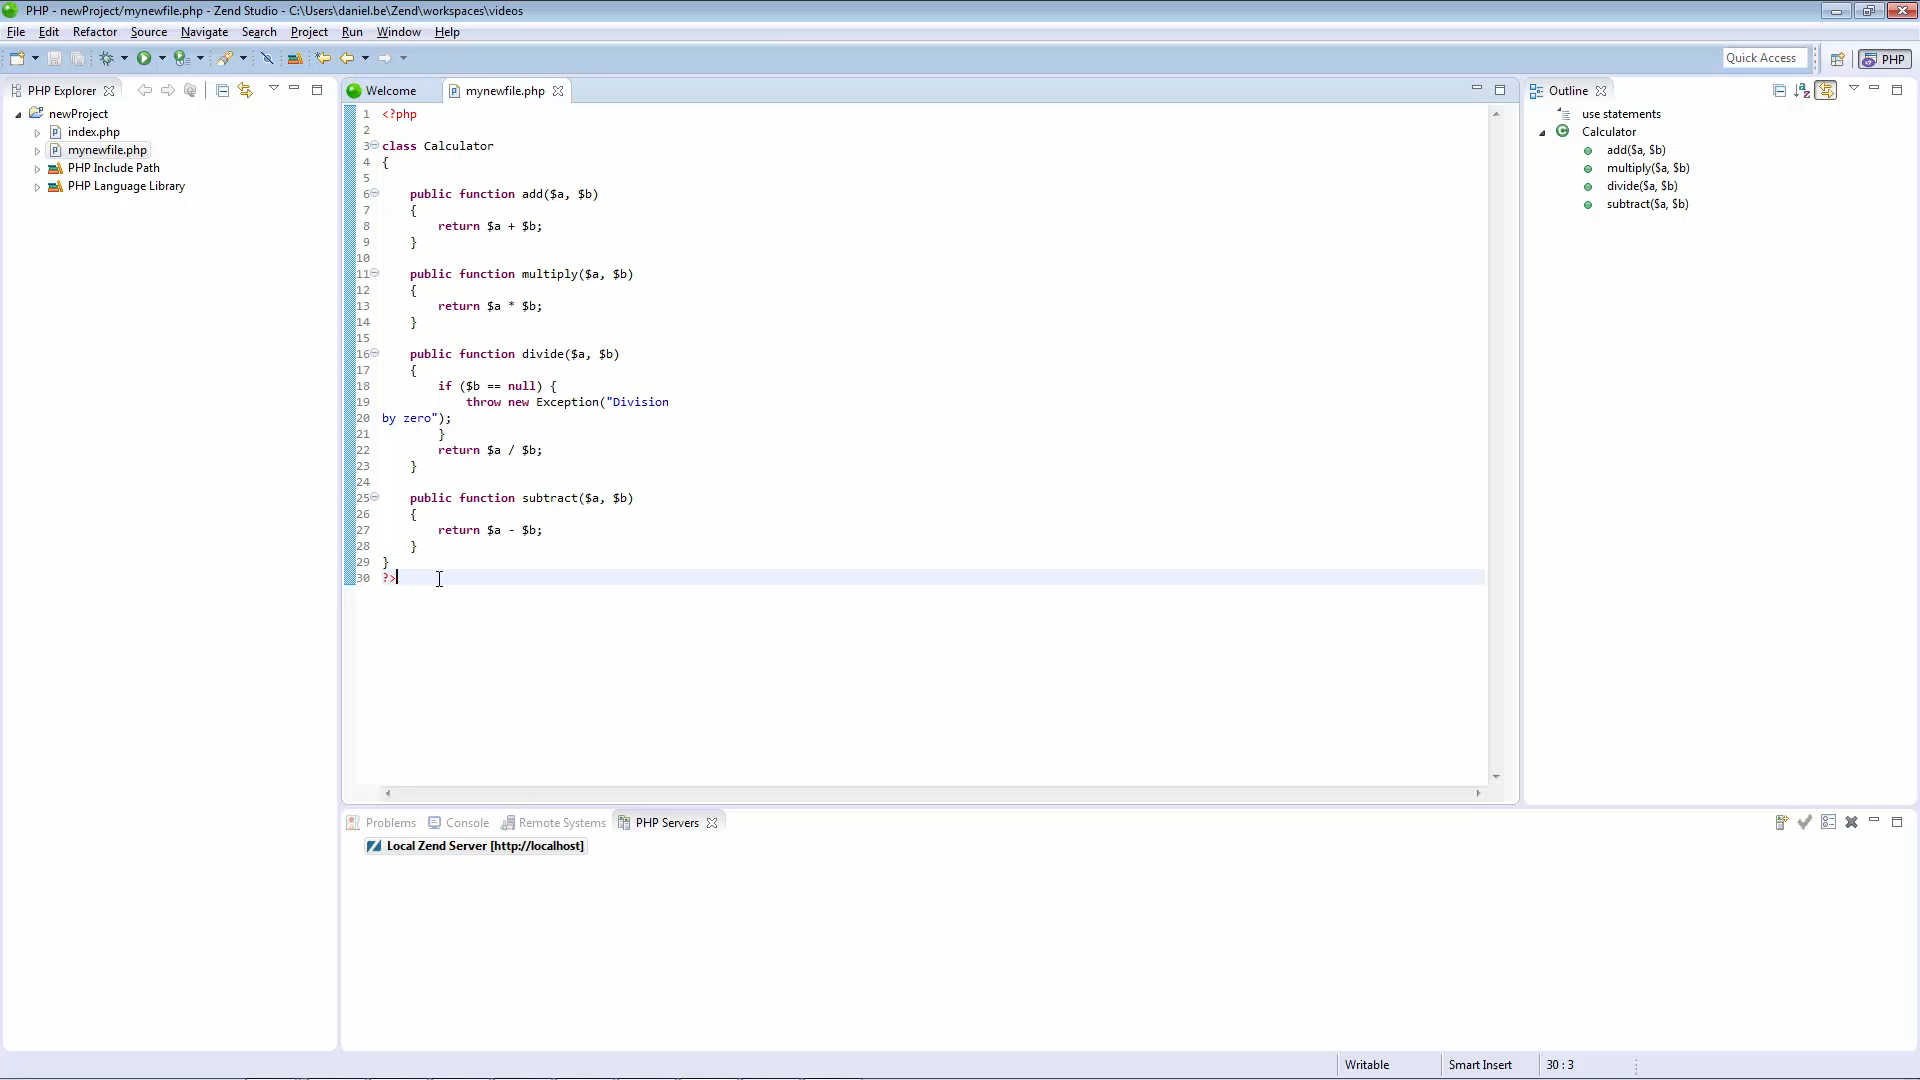 PHP - newProject/mynewfile.php - Zend Studio - C:\Users\daniel.be\Zend\workspaces\videos
File Edit Refactor Source Navigate Search Project Run Window Help
Quick Access
PHP
PHP Explorer
newProject
index.php
mynewfile.php
PHP Include Path
PHP Language Library
Welcome
mynewfile.php
1 <?php
2
3 class Calculator
4 {
5
6     public function add($a, $b)
7     {
8         return $a + $b;
9     }
10
11     public function multiply($a, $b)
12     {
13         return $a * $b;
14     }
15
16     public function divide($a, $b)
17     {
18         if ($b == null) {
19             throw new Exception("Division
20 by zero");
21         }
22         return $a / $b;
23     }
24
25     public function subtract($a, $b)
26     {
27         return $a - $b;
28     }
29 }
30 ?>
Outline
use statements
Calculator
add($a, $b)
multiply($a, $b)
divide($a, $b)
subtract($a, $b)
Problems
Console
Remote Systems
PHP Servers
Local Zend Server [http://localhost]
Writable
Smart Insert
30 : 3